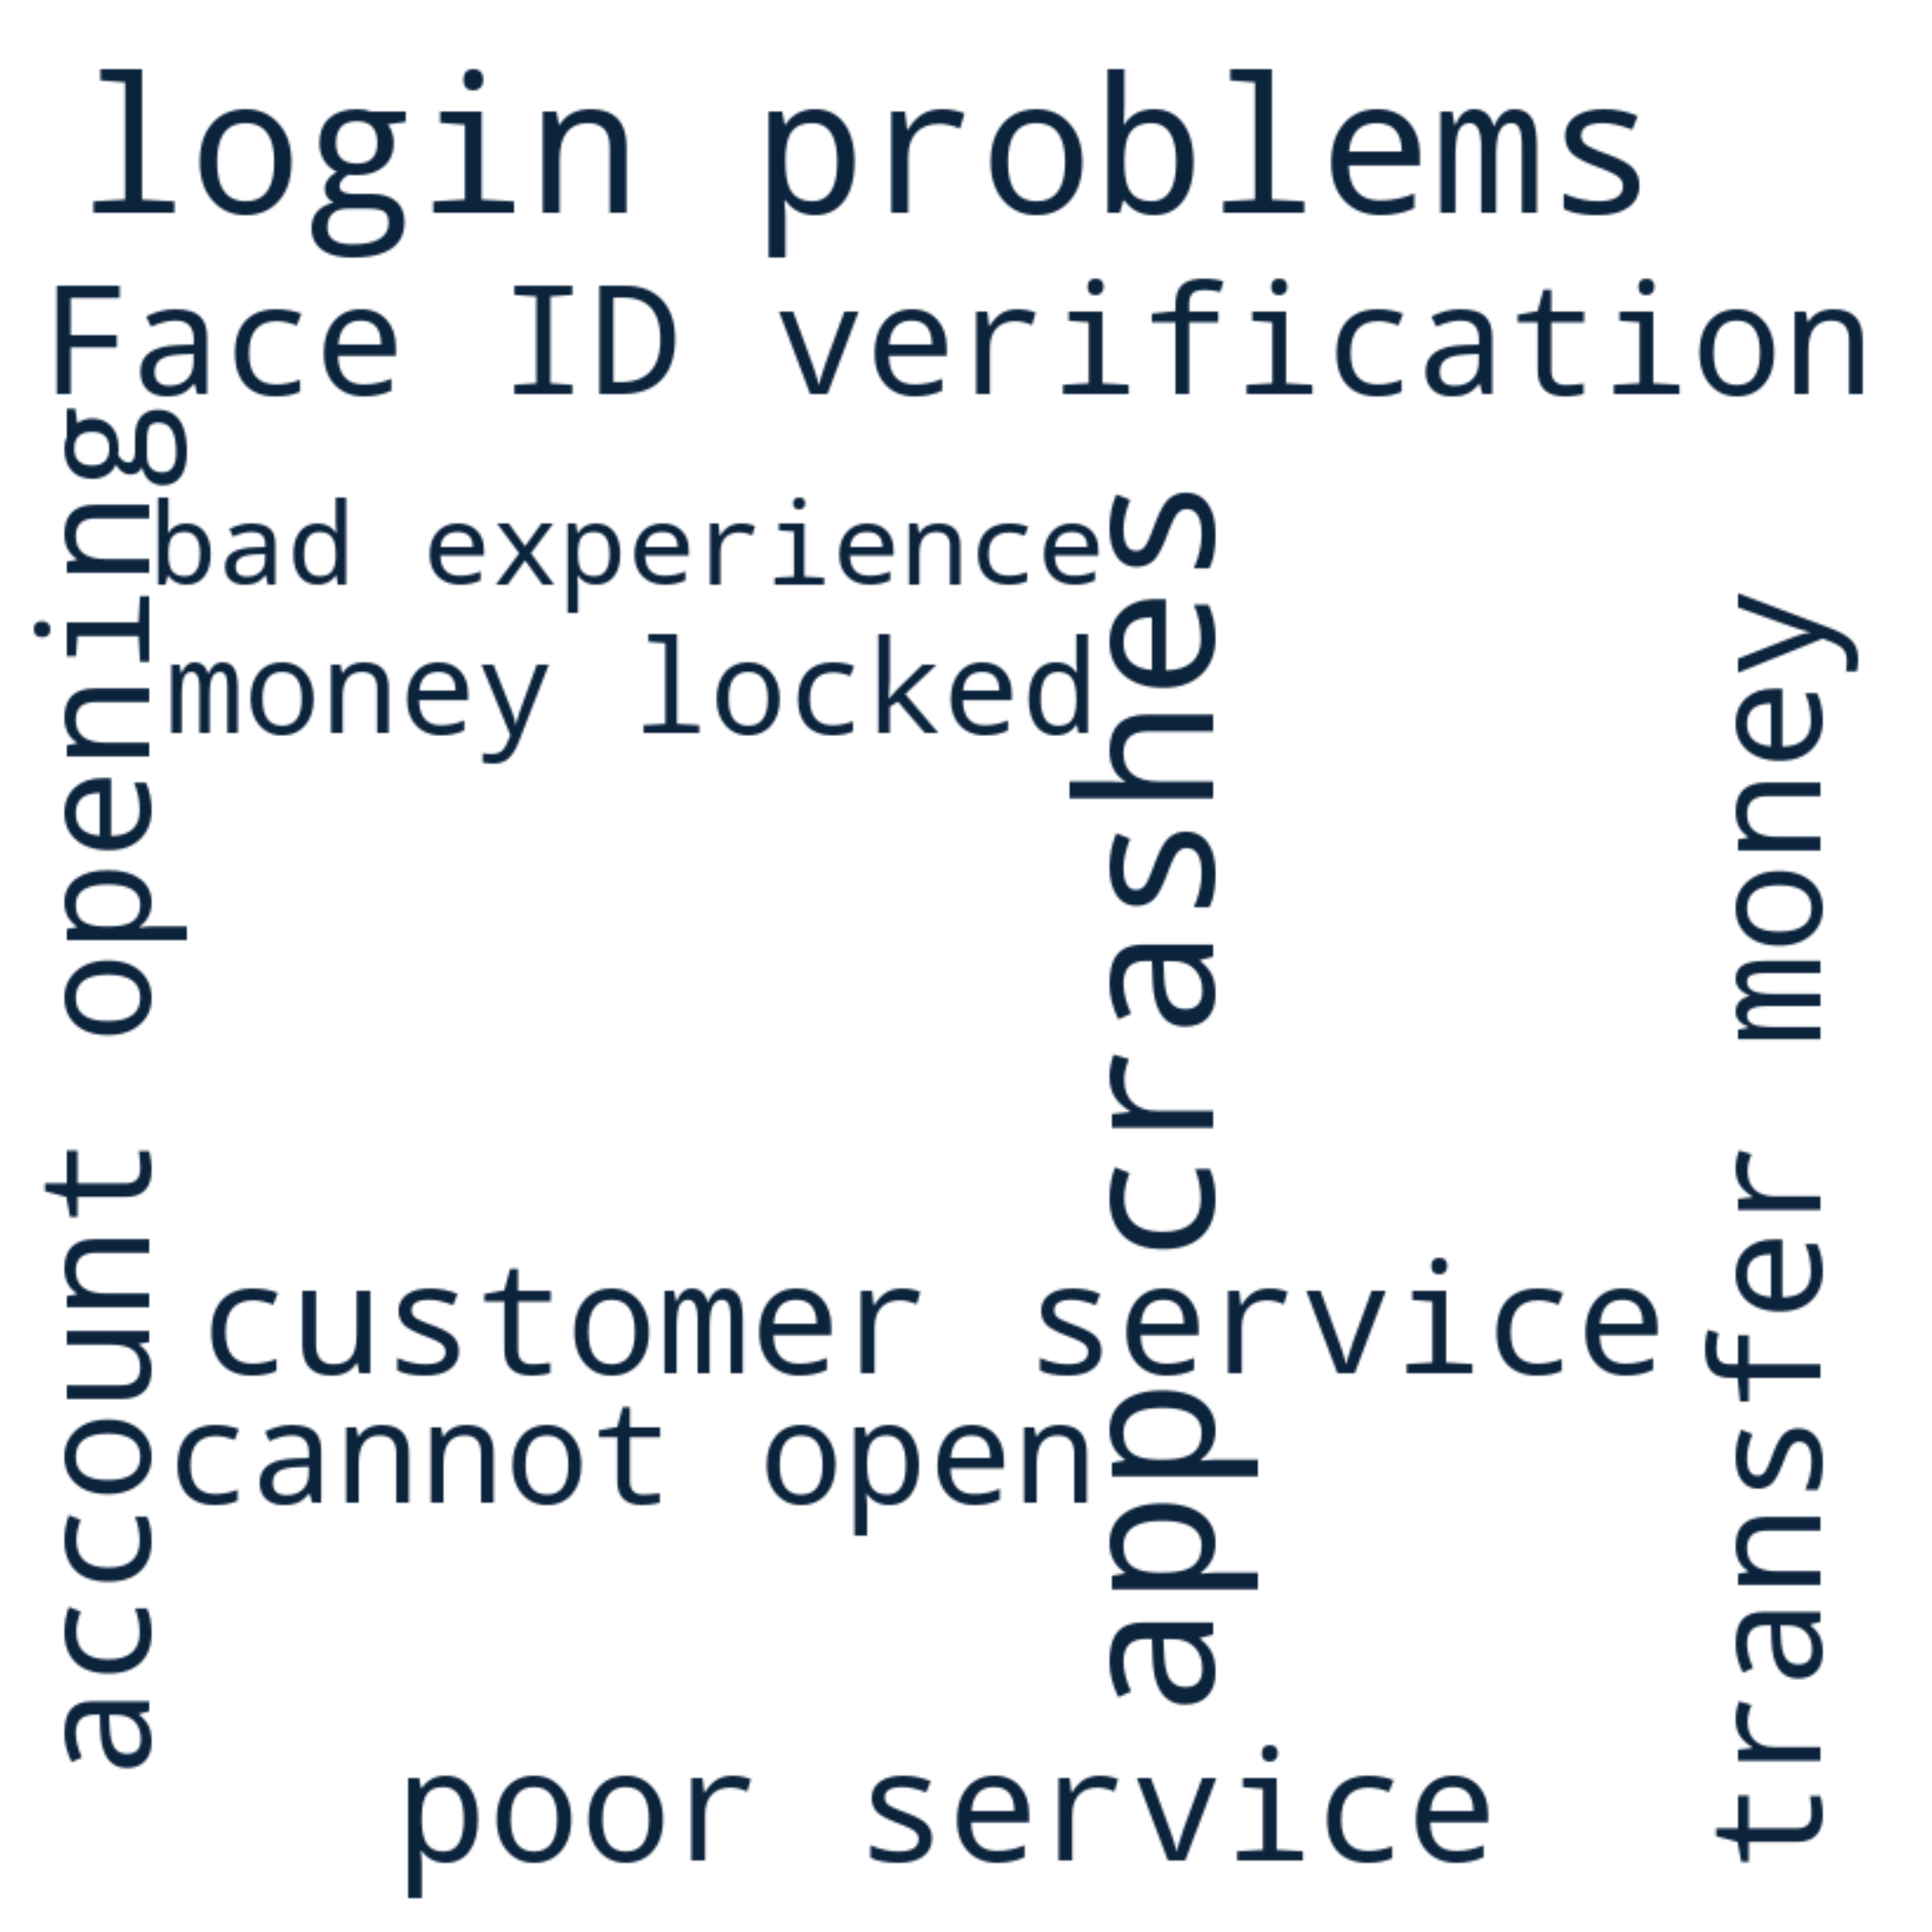 login problems
Face ID verification
account opening
bad experience
app crashes
transfer money
money locked
customer service
cannot open
poor service